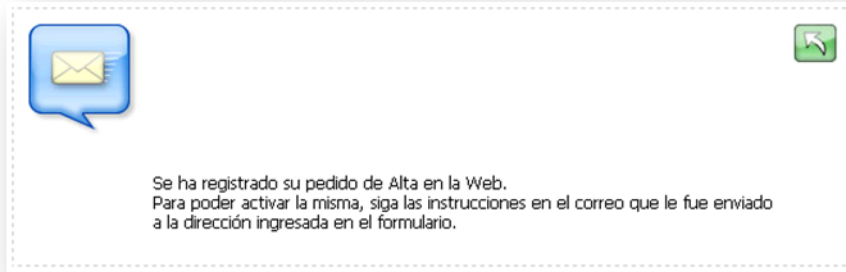 Se ha registrado su pedido de Alta en la Web.
Para poder activar la misma, siga las instrucciones en el correo que le fue enviado
a la dirección ingresada en el formulario.